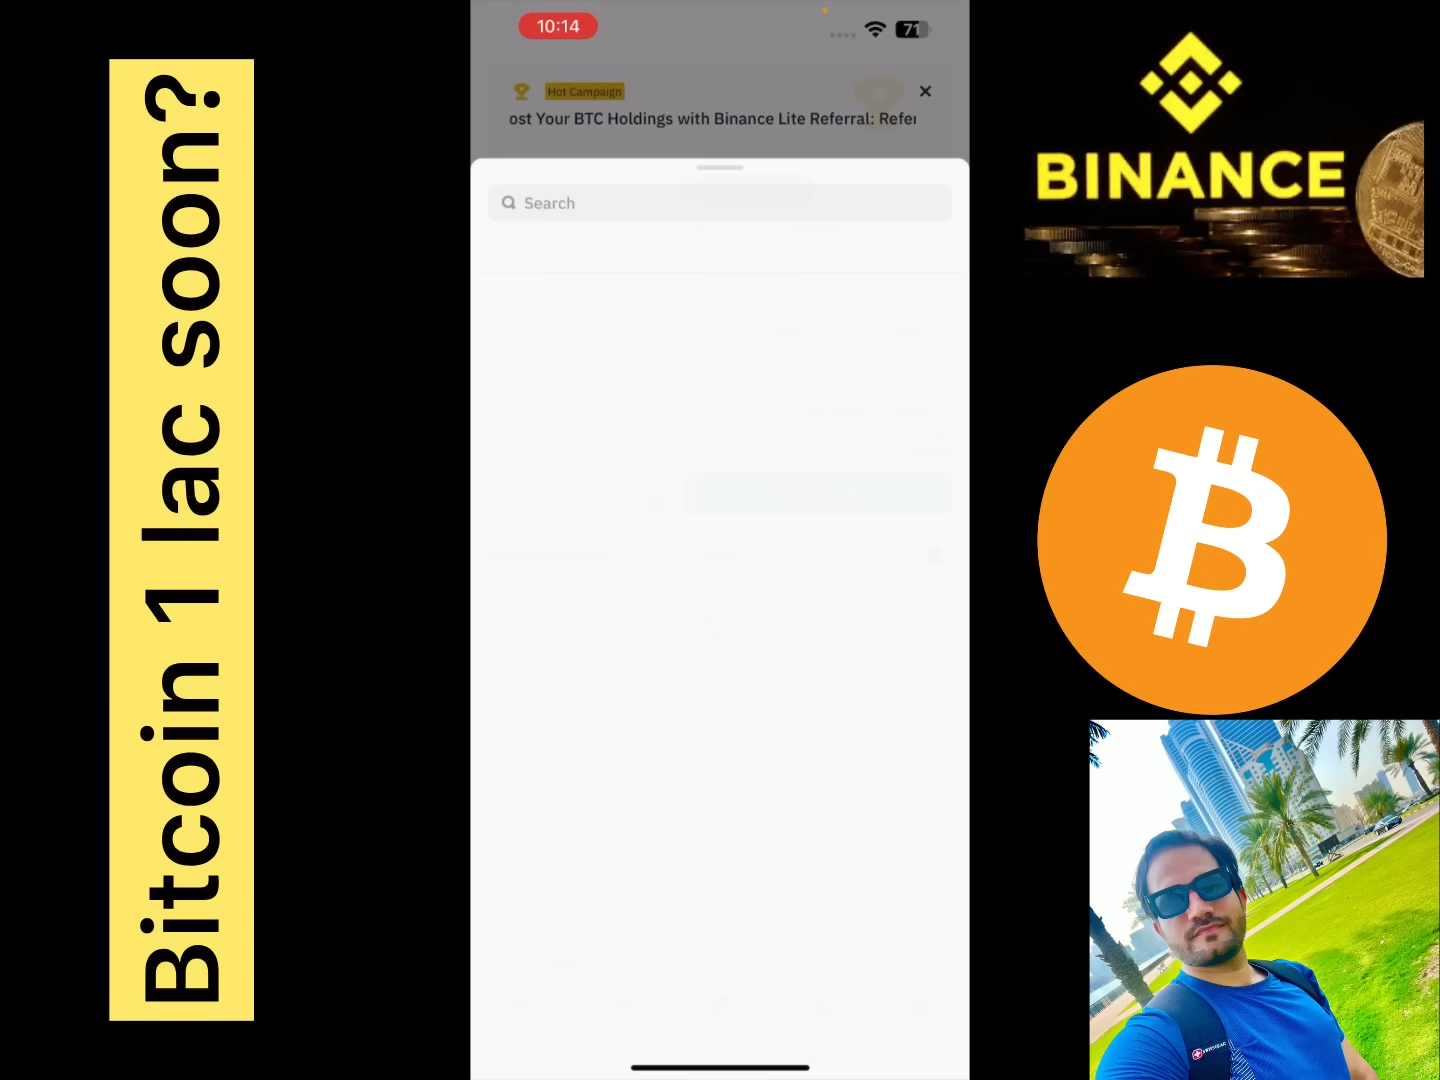 Bitcoin 1 lac soon?
10:14
71
Hot Campaign
ost Your BTC Holdings with Binance Lite Referral: Refer
Search
BINANCE